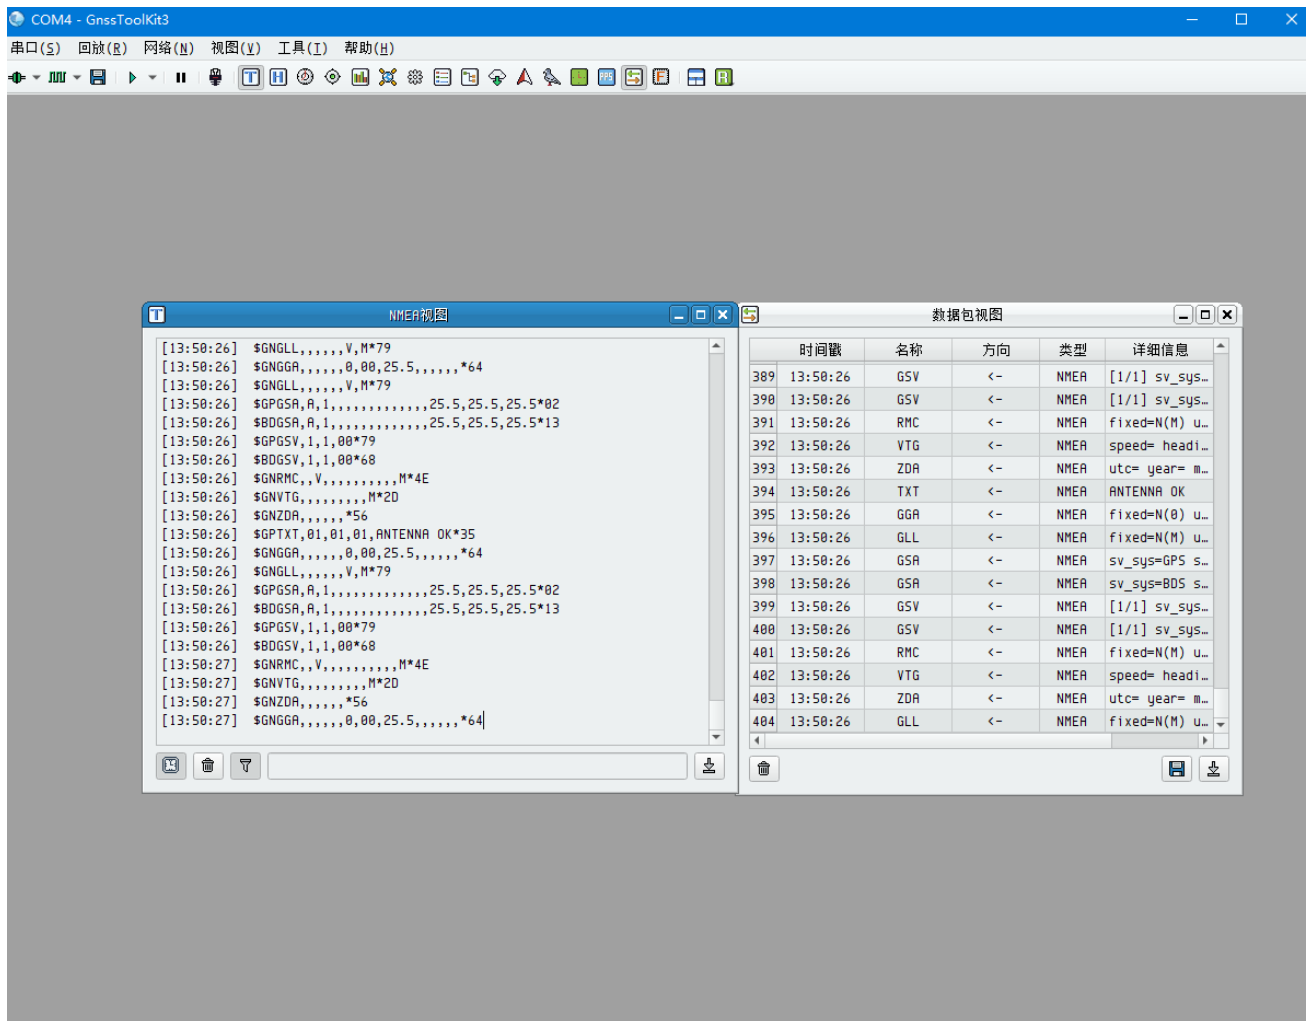 COM4 - GnssToolKit3
串口(S) 回放(R) 网络(N) 视图(V) 工具(T) 帮助(H)
T H PPS F R
NMEA视图
[13:50:26] $GNGLL,,,,,,V,M*79
[13:50:26] $GNGGA,,,,,,0,00,25.5,,,,,,*64
[13:50:26] $GNGLL,,,,,,V,M*79
[13:50:26] $GPGSA,A,1,,,,,,,,,,,,,25.5,25.5,25.5*02
[13:50:26] $BDGSA,A,1,,,,,,,,,,,,,25.5,25.5,25.5*13
[13:50:26] $GPGSV,1,1,00*79
[13:50:26] $BDGSV,1,1,00*68
[13:50:26] $GNRMC,,V,,,,,,,,,,M*4E
[13:50:26] $GNVTG,,,,,,,,,M*2D
[13:50:26] $GNZDA,,,,,,*56
[13:50:26] $GPTXT,01,01,01,ANTENNA OK*35
[13:50:26] $GNGGA,,,,,,0,00,25.5,,,,,,*64
[13:50:26] $GNGLL,,,,,,V,M*79
[13:50:26] $GPGSA,A,1,,,,,,,,,,,,,25.5,25.5,25.5*02
[13:50:26] $BDGSA,A,1,,,,,,,,,,,,,25.5,25.5,25.5*13
[13:50:26] $GPGSV,1,1,00*79
[13:50:26] $BDGSV,1,1,00*68
[13:50:27] $GNRMC,,V,,,,,,,,,,M*4E
[13:50:27] $GNVTG,,,,,,,,,M*2D
[13:50:27] $GNZDA,,,,,,*56
[13:50:27] $GNGGA,,,,,,0,00,25.5,,,,,,*64
数据包视图
时间戳 名称 方向 类型 详细信息
389 13:50:26 GSV <- NMEA [1/1] sv_sys…
390 13:50:26 GSV <- NMEA [1/1] sv_sys…
391 13:50:26 RMC <- NMEA fixed=N(M) u…
392 13:50:26 VTG <- NMEA speed= headi…
393 13:50:26 ZDA <- NMEA utc= year= m…
394 13:50:26 TXT <- NMEA ANTENNA OK
395 13:50:26 GGA <- NMEA fixed=N(0) u…
396 13:50:26 GLL <- NMEA fixed=N(M) u…
397 13:50:26 GSA <- NMEA sv_sys=GPS s…
398 13:50:26 GSA <- NMEA sv_sys=BDS s…
399 13:50:26 GSV <- NMEA [1/1] sv_sys…
400 13:50:26 GSV <- NMEA [1/1] sv_sys…
401 13:50:26 RMC <- NMEA fixed=N(M) u…
402 13:50:26 VTG <- NMEA speed= headi…
403 13:50:26 ZDA <- NMEA utc= year= m…
404 13:50:26 GLL <- NMEA fixed=N(M) u…